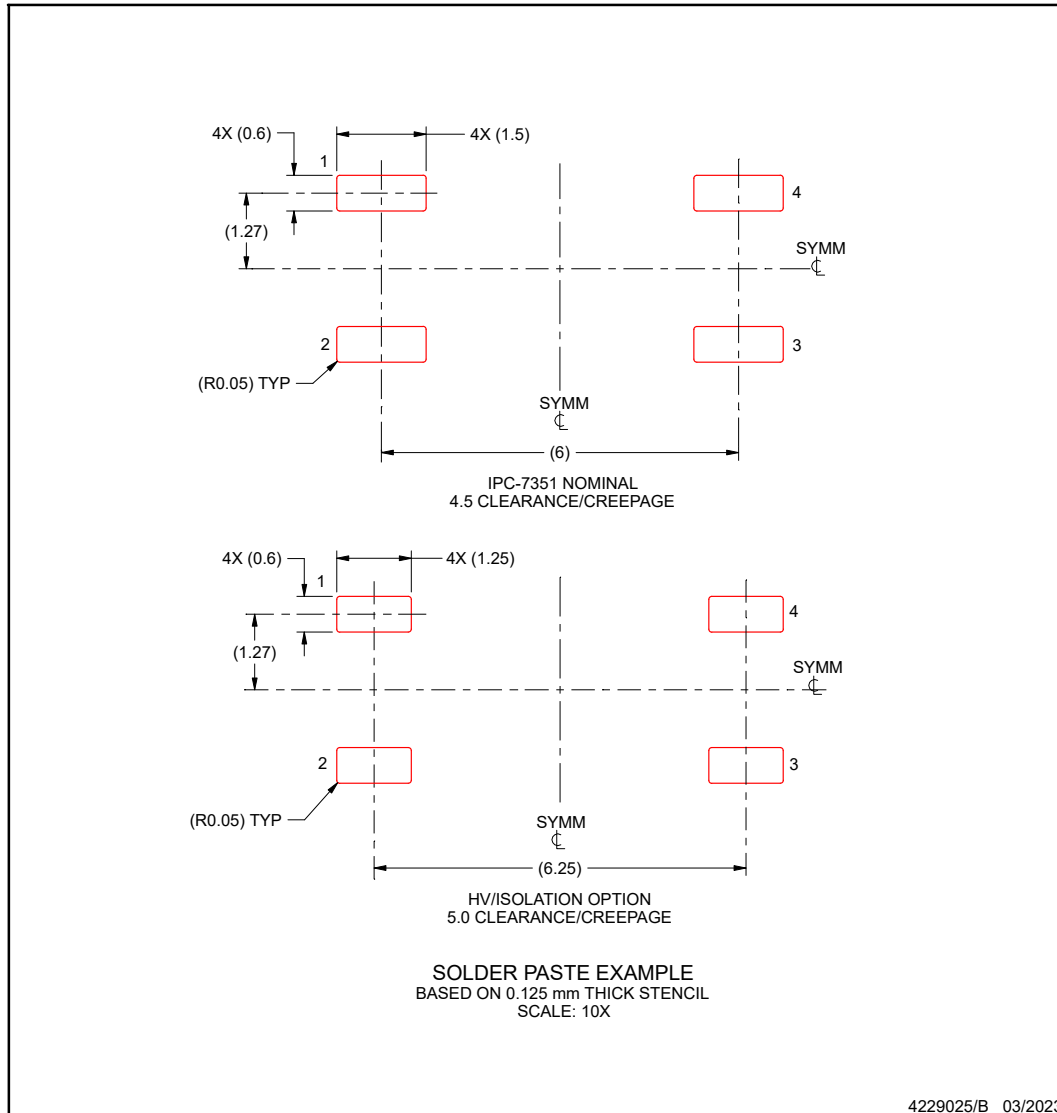 4X (0.6)
4X (1.5)
1
4
(1.27)
SYMM
2
3
(R0.05) TYP
SYMM
(6)
IPC-7351 NOMINAL
4.5 CLEARANCE/CREEPAGE
4X (0.6)
4X (1.25)
1
4
(1.27)
SYMM
2
3
(R0.05) TYP
SYMM
(6.25)
HV/ISOLATION OPTION
5.0 CLEARANCE/CREEPAGE
SOLDER PASTE EXAMPLE
BASED ON 0.125 mm THICK STENCIL
SCALE: 10X
4229025/B 03/2023